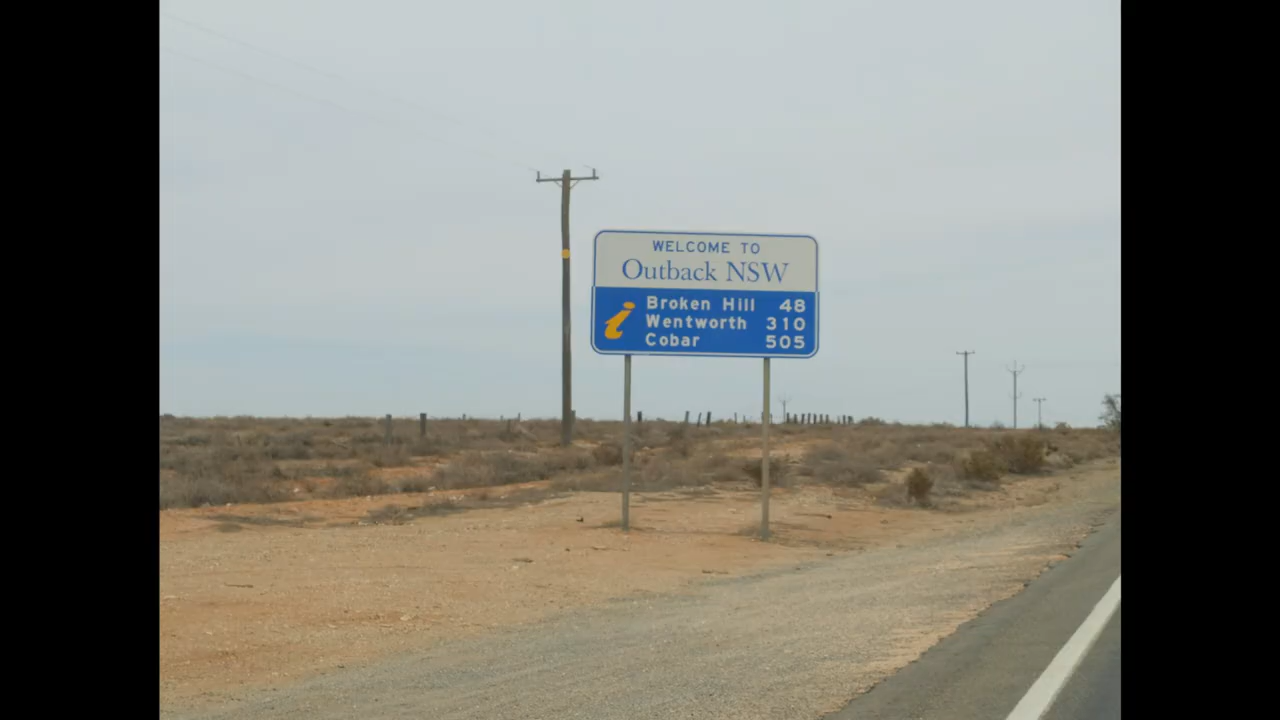 WELCOME TO
Outback NSW
i
Broken Hill 48
Wentworth 310
Cobar 505